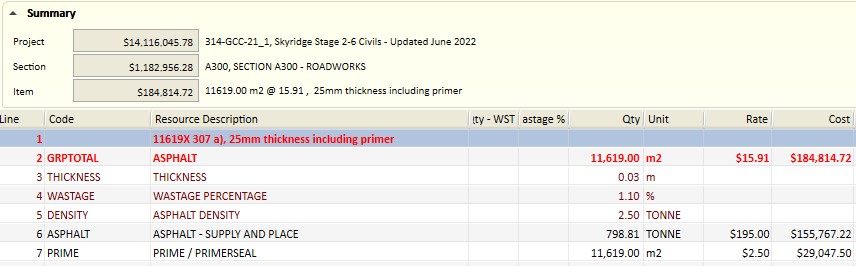 Summary
Project $14,116,045.78 314-GCC-21_1, Skyridge Stage 2-6 Civils - Updated June 2022
Section $1,182,956.28 A300, SECTION A300 - ROADWORKS
Item $184,814.72 11619.00 m2 @ 15.91 , 25mm thickness including primer
Line Code Resource Description ty - WST astage % Qty Unit Rate Cost
1 11619X 307 a), 25mm thickness including primer
2 GRPTOTAL ASPHALT 11,619.00 m2 $15.91 $184,814.72
3 THICKNESS THICKNESS 0.03 m
4 WASTAGE WASTAGE PERCENTAGE 1.10 %
5 DENSITY ASPHALT DENSITY 2.50 TONNE
6 ASPHALT ASPHALT - SUPPLY AND PLACE 798.81 TONNE $195.00 $155,767.22
7 PRIME PRIME / PRIMERSEAL 11,619.00 m2 $2.50 $29,047.50